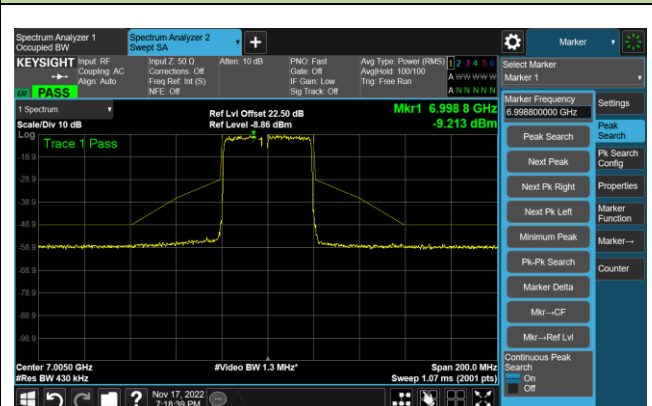 Spectrum Analyzer 1
Occupied BW
Spectrum Analyzer 2
Swept SA
Marker
KEYSIGHT
Input: RF
Coupling: AC
Align: Auto
Input Z: 50 Ω
Corrections: Off
Freq Ref: Int (S)
NFE: Off
Atten: 10 dB
PNO: Fast
Gate: Off
IF Gain: Low
Sig Track: Off
Avg Type: Power (RMS)
Avg|Hold: 100/100
Trig: Free Run
1 2 3 4 5 6
A W W W W W
A N N N N N
LXI
PASS
Select Marker
Marker 1
1 Spectrum
Scale/Div 10 dB
Ref Lvl Offset 22.50 dB
Ref Level -8.86 dBm
Mkr1 6.998 8 GHz
-9.213 dBm
Log
Trace 1 Pass
1
-18.9
-28.9
-38.9
-48.9
-58.9
-68.9
-78.9
-88.9
-98.9
Center 7.0050 GHz
#Res BW 430 kHz
#Video BW 1.3 MHz*
Span 200.0 MHz
Sweep 1.07 ms (2001 pts)
Marker Frequency
6.998800000 GHz
Peak Search
Next Peak
Next Pk Right
Next Pk Left
Minimum Peak
Pk-Pk Search
Marker Delta
Mkr→CF
Mkr→Ref Lvl
Continuous Peak
Search
On
Off
Settings
Peak
Search
Pk Search
Config
Properties
Marker
Function
Marker→
Counter
Nov 17, 2022
7:18:39 PM